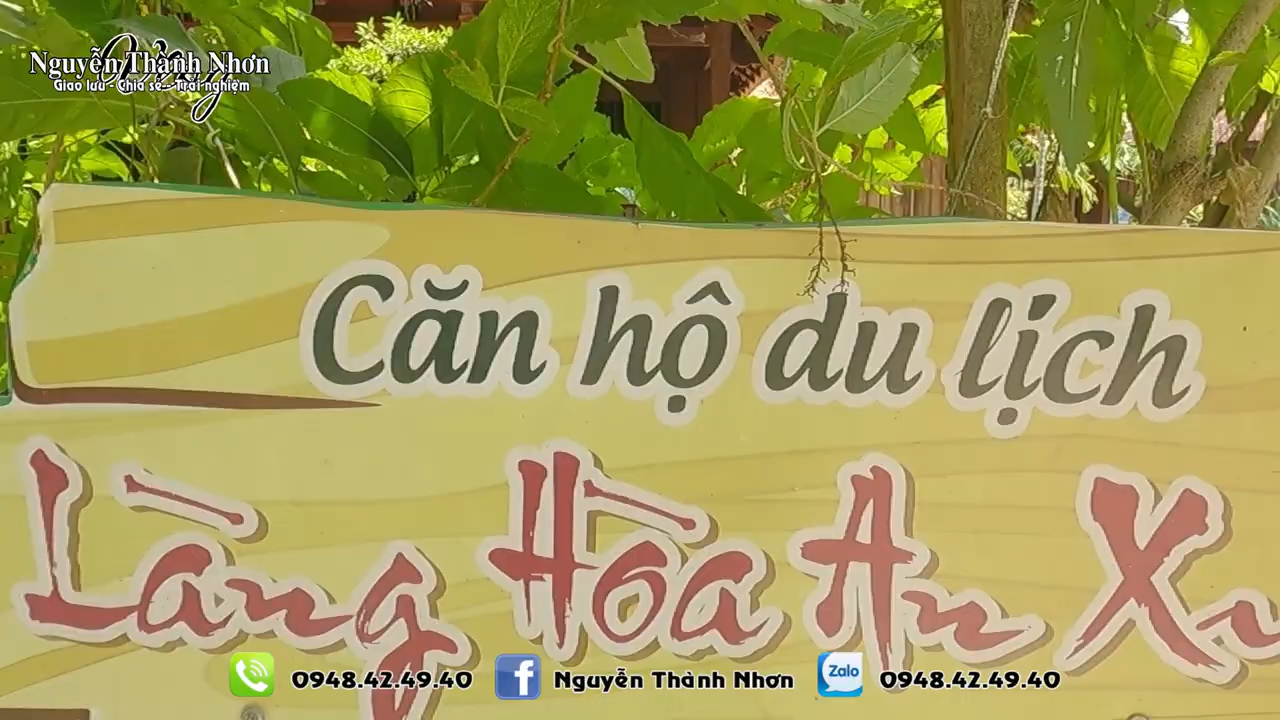 Nguyễn Thành Nhơn
Giao lưu - Chia sẻ - Trải nghiệm
Căn hộ du lịch
Làng Hòa An
0948.42.49.40 Nguyễn Thành Nhơn Zalo 0948.42.49.40